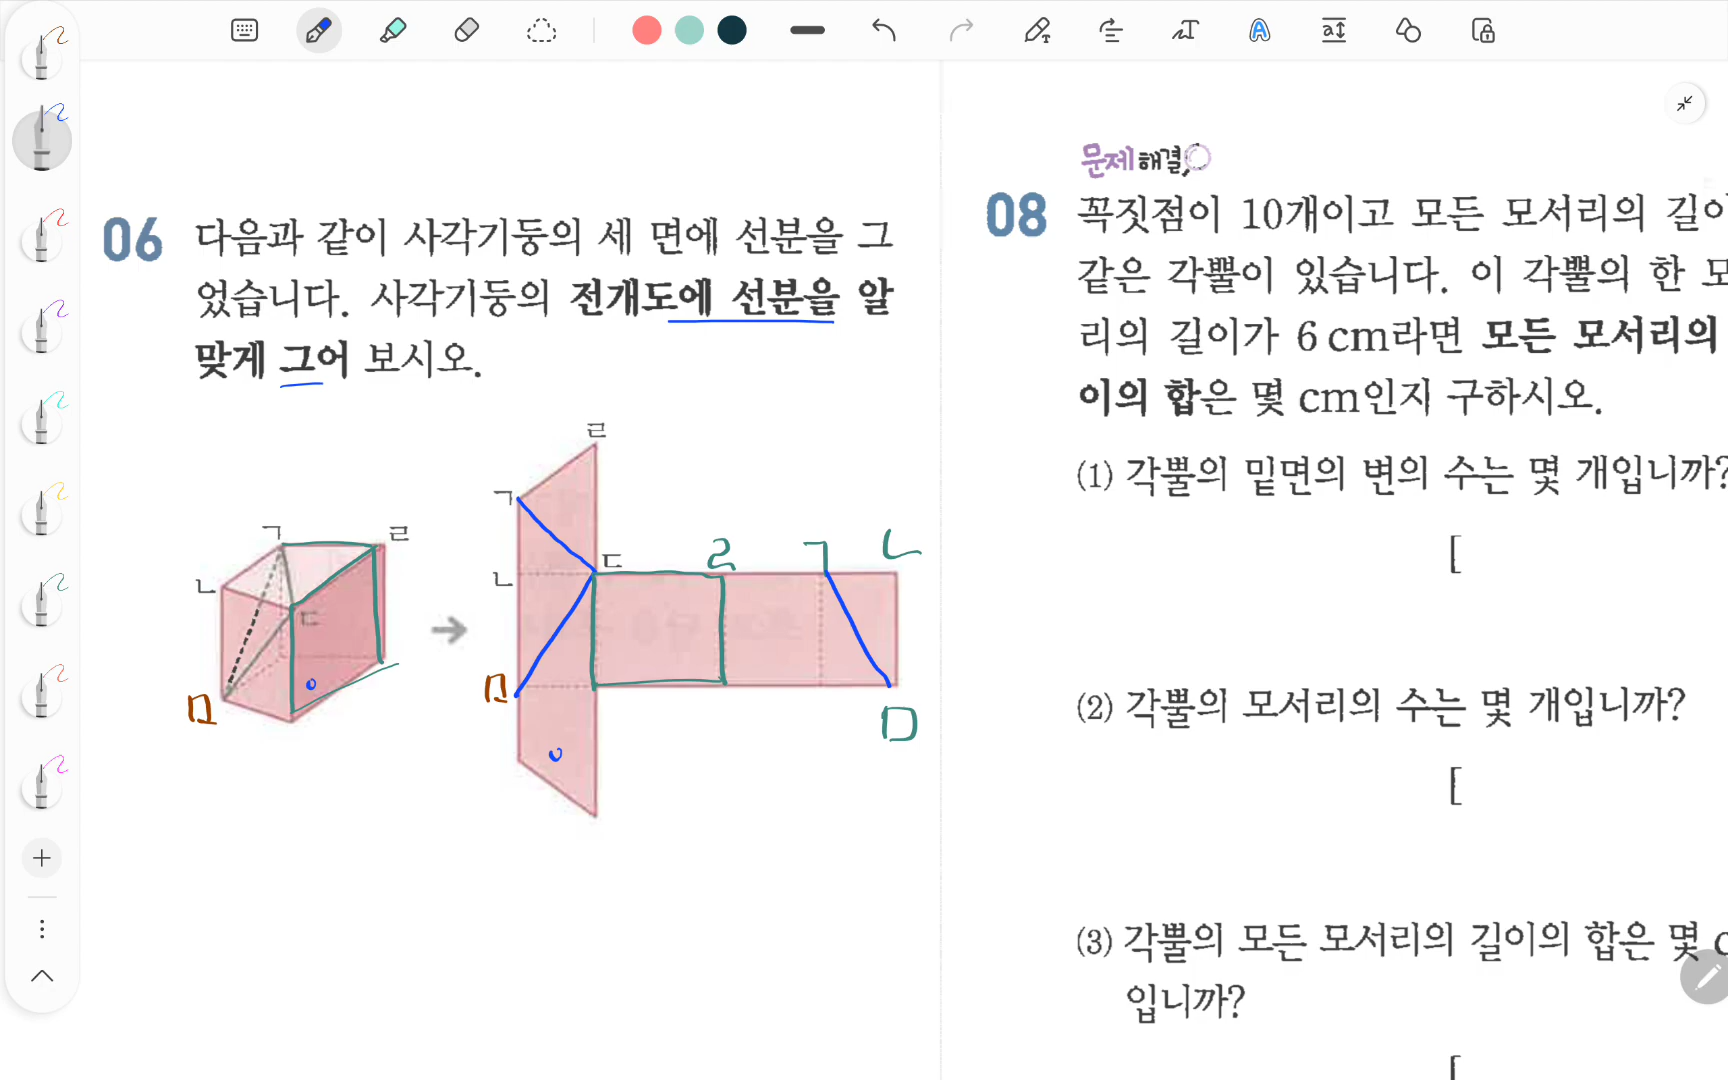 06 다음과 같이 사각기둥의 세 면에 선분을 그
었습니다. 사각기둥의 전개도에 선분을 알
맞게 그어 보시오.
ㄱ ㄹ
ㄴ
ㄷ
ㅁ
ㄹ
ㄱ
ㄴ ㄷ ㄹ ㄱ ㄴ
ㅁ ㅁ
문제 해결
08 꼭짓점이 10개이고 모든 모서리의 길이
같은 각뿔이 있습니다. 이 각뿔의 한 모
리의 길이가 6 cm라면 모든 모서리의
이의 합은 몇 cm인지 구하시오.
(1) 각뿔의 밑면의 변의 수는 몇 개입니까?
[
(2) 각뿔의 모서리의 수는 몇 개입니까?
[
(3) 각뿔의 모든 모서리의 길이의 합은 몇 c
입니까?
[